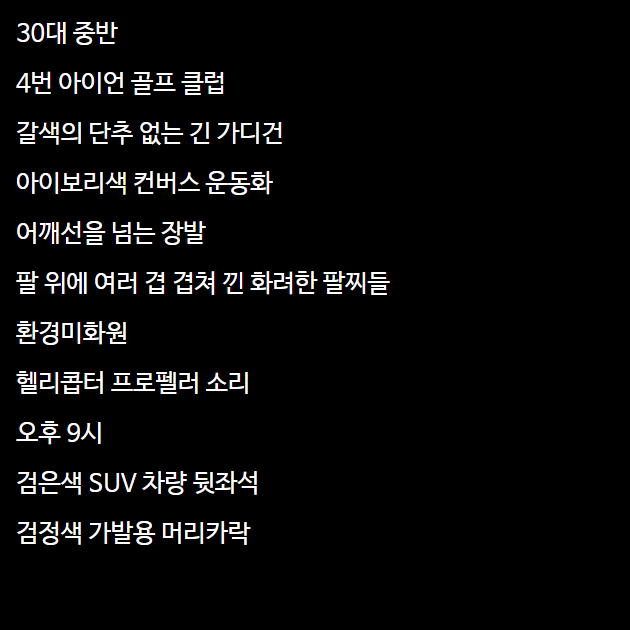 30대 중반
4번 아이언 골프 클럽
갈색의 단추 없는 긴 가디건
아이보리색 컨버스 운동화
어깨선을 넘는 장발
팔 위에 여러 겹 겹쳐 낀 화려한 팔찌들
환경미화원
헬리콥터 프로펠러 소리
오후 9시
검은색 SUV 차량 뒷좌석
검정색 가발용 머리카락